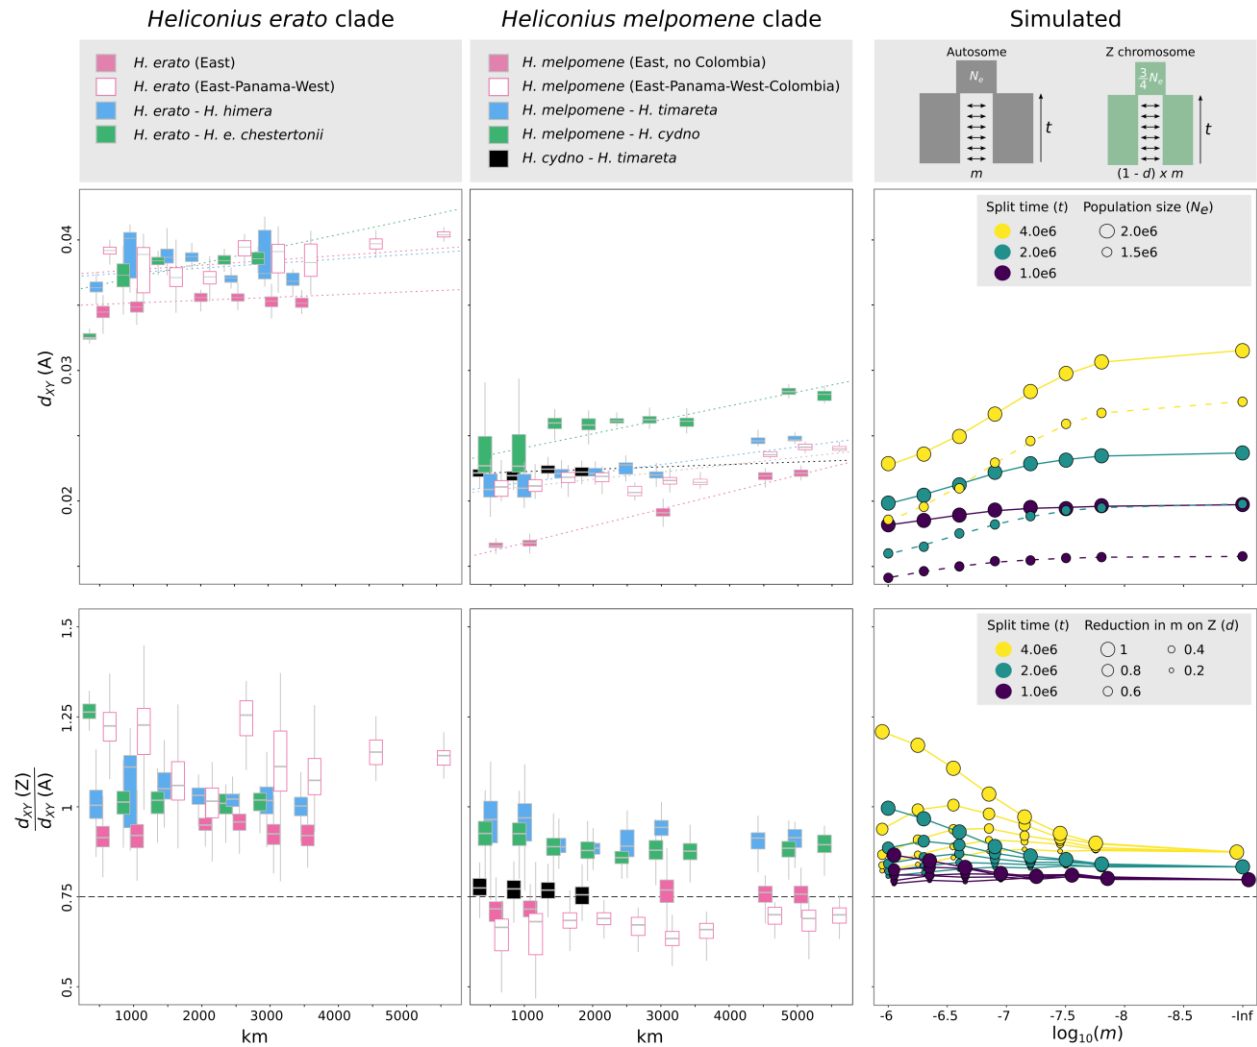 Heliconius erato clade
Heliconius melpomene clade
Simulated
H. erato (East)
H. erato (East-Panama-West)
H. erato - H. himera
H. erato - H. e. chestertonii
H. melpomene (East, no Colombia)
H. melpomene (East-Panama-West-Colombia)
H. melpomene - H. timareta
H. melpomene - H. cydno
H. cydno - H. timareta
Autosome
Z chromosome
Ne
3/4 Ne
t
t
m
(1 - d) x m
dXY (A)
0.04
0.03
0.02
Split time (t)
Population size (Ne)
4.0e6
2.0e6
1.0e6
2.0e6
1.5e6
dXY (Z)
dXY (A)
1.5
1.25
1
0.75
0.5
Split time (t)
Reduction in m on Z (d)
4.0e6
2.0e6
1.0e6
1
0.8
0.6
0.4
0.2
1000 2000 3000 4000 5000
km
1000 2000 3000 4000 5000
km
-6 -6.5 -7 -7.5 -8 -8.5 -Inf
log10(m)